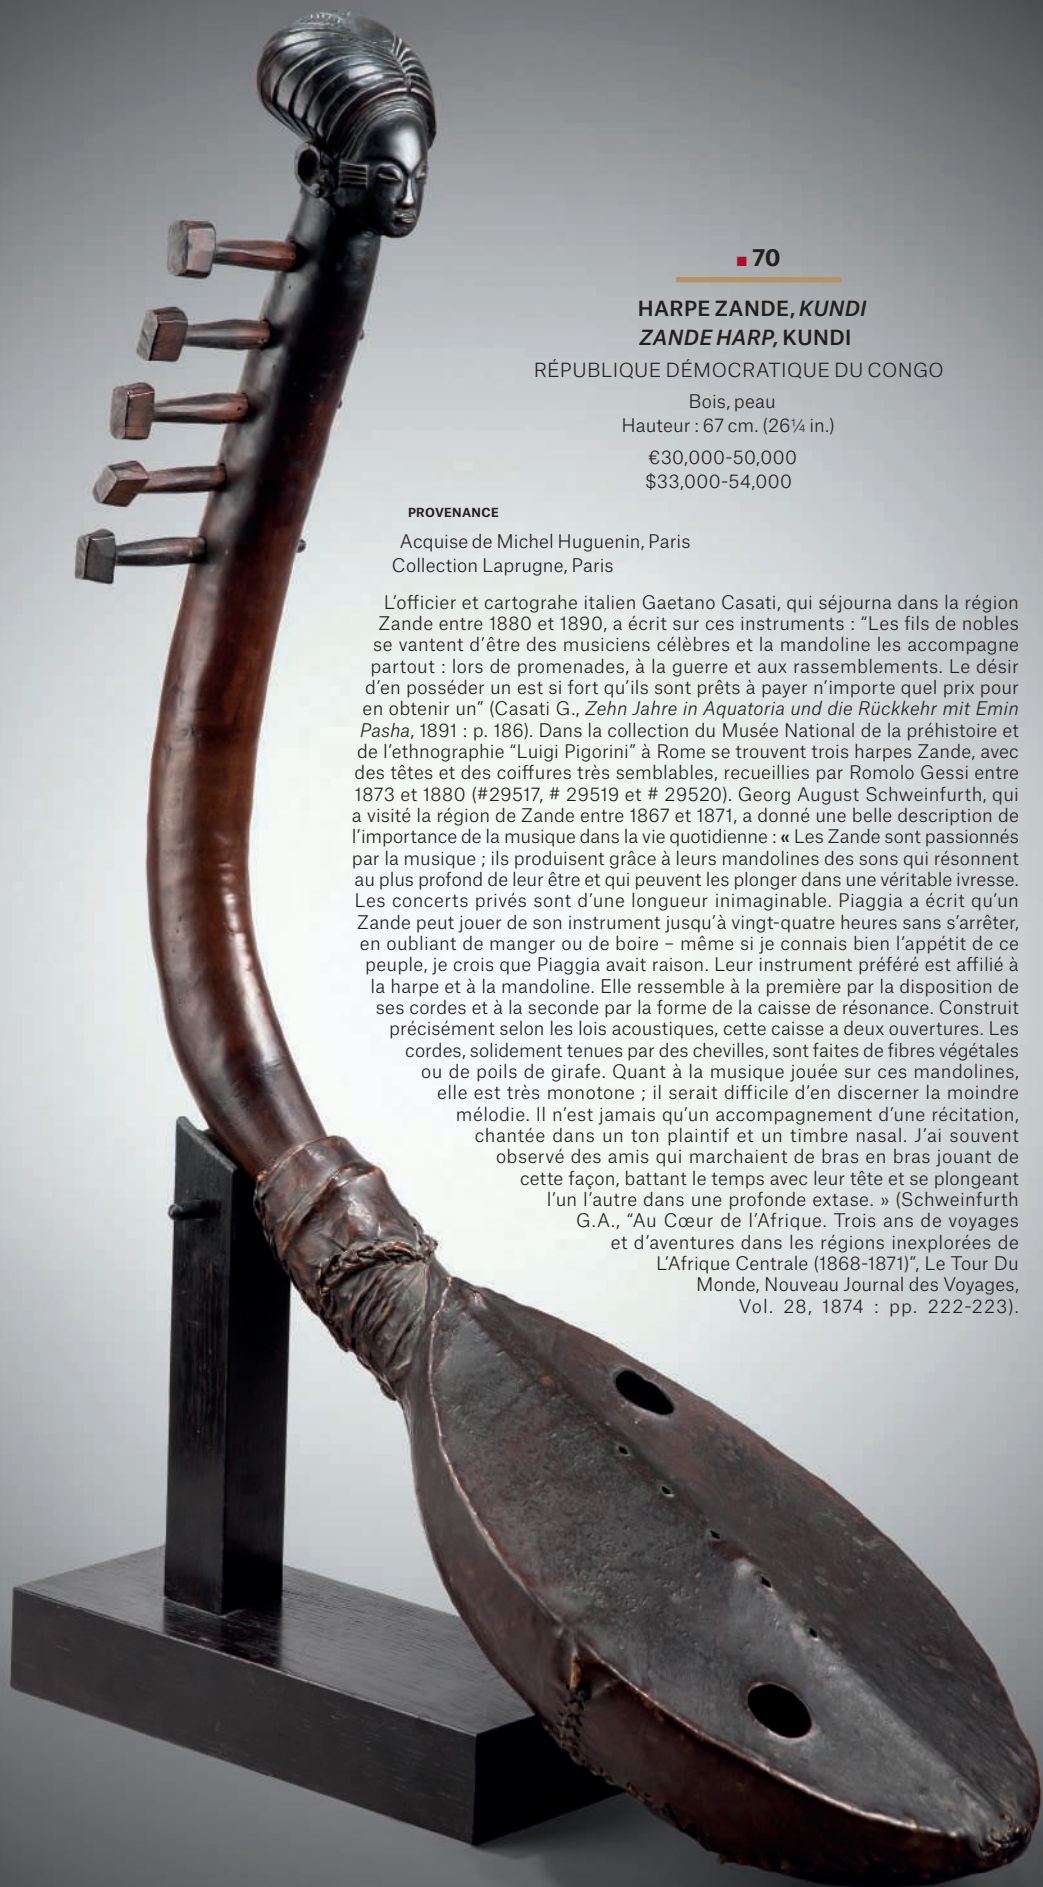 ■ 70
HARPE ZANDE, KUNDI
ZANDE HARP, KUNDI
RÉPUBLIQUE DÉMOCRATIQUE DU CONGO
Bois, peau
Hauteur : 67 cm. (26¼ in.)
€30,000-50,000
$33,000-54,000
PROVENANCE
Acquise de Michel Huguenin, Paris
Collection Laprugne, Paris
L'officier et cartograhe italien Gaetano Casati, qui séjourna dans la région
Zande entre 1880 et 1890, a écrit sur ces instruments : “Les fils de nobles
se vantent d'être des musiciens célèbres et la mandoline les accompagne
partout : lors de promenades, à la guerre et aux rassemblements. Le désir
d'en posséder un est si fort qu'ils sont prêts à payer n'importe quel prix pour
en obtenir un” (Casati G., Zehn Jahre in Aquatoria und die Rückkehr mit Emin
Pasha, 1891 : p. 186). Dans la collection du Musée National de la préhistoire et
de l'ethnographie “Luigi Pigorini” à Rome se trouvent trois harpes Zande, avec
des têtes et des coiffures très semblables, recueillies par Romolo Gessi entre
1873 et 1880 (#29517, # 29519 et # 29520). Georg August Schweinfurth, qui
a visité la région de Zande entre 1867 et 1871, a donné une belle description de
l'importance de la musique dans la vie quotidienne : « Les Zande sont passionnés
par la musique ; ils produisent grâce à leurs mandolines des sons qui résonnent
au plus profond de leur être et qui peuvent les plonger dans une véritable ivresse.
Les concerts privés sont d'une longueur inimaginable. Piaggia a écrit qu'un
Zande peut jouer de son instrument jusqu'à vingt-quatre heures sans s'arrêter,
en oubliant de manger ou de boire – même si je connais bien l'appétit de ce
peuple, je crois que Piaggia avait raison. Leur instrument préféré est affilié à
la harpe et à la mandoline. Elle ressemble à la première par la disposition de
ses cordes et à la seconde par la forme de la caisse de résonance. Construit
précisément selon les lois acoustiques, cette caisse a deux ouvertures. Les
cordes, solidement tenues par des chevilles, sont faites de fibres végétales
ou de poils de girafe. Quant à la musique jouée sur ces mandolines,
elle est très monotone ; il serait difficile d'en discerner la moindre
mélodie. Il n'est jamais qu'un accompagnement d'une récitation,
chantée dans un ton plaintif et un timbre nasal. J'ai souvent
observé des amis qui marchaient de bras en bras jouant de
cette façon, battant le temps avec leur tête et se plongeant
l'un l'autre dans une profonde extase. » (Schweinfurth
G.A., “Au Cœur de l'Afrique. Trois ans de voyages
et d'aventures dans les régions inexplorées de
L'Afrique Centrale (1868-1871)”, Le Tour Du
Monde, Nouveau Journal des Voyages,
Vol. 28, 1874 : pp. 222-223).